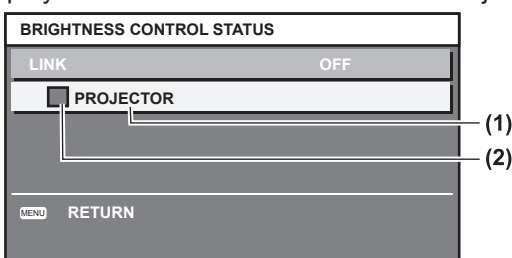 BRIGHTNESS CONTROL STATUS
LINK OFF
PROJECTOR
(1)
(2)
MENU RETURN